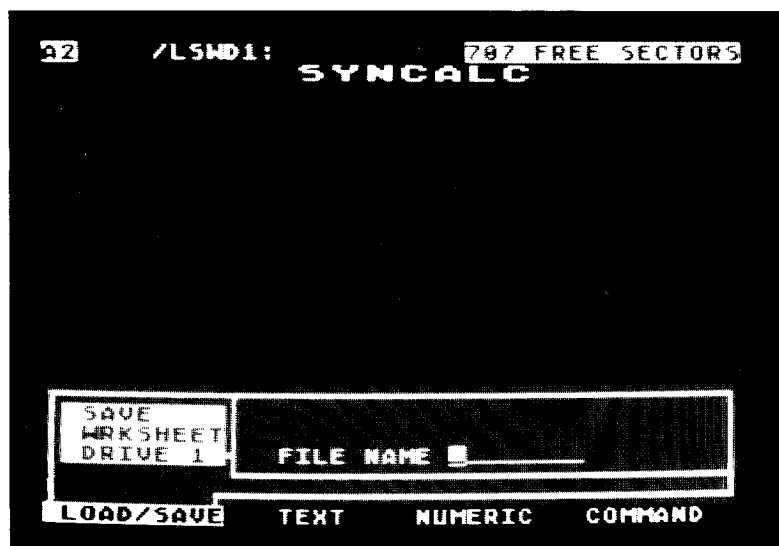 A2 /LSWD1: 707 FREE SECTORS
SYNCALC
SAVE
WRKSHEET
DRIVE 1 FILE NAME
LOAD/SAVE TEXT NUMERIC COMMAND